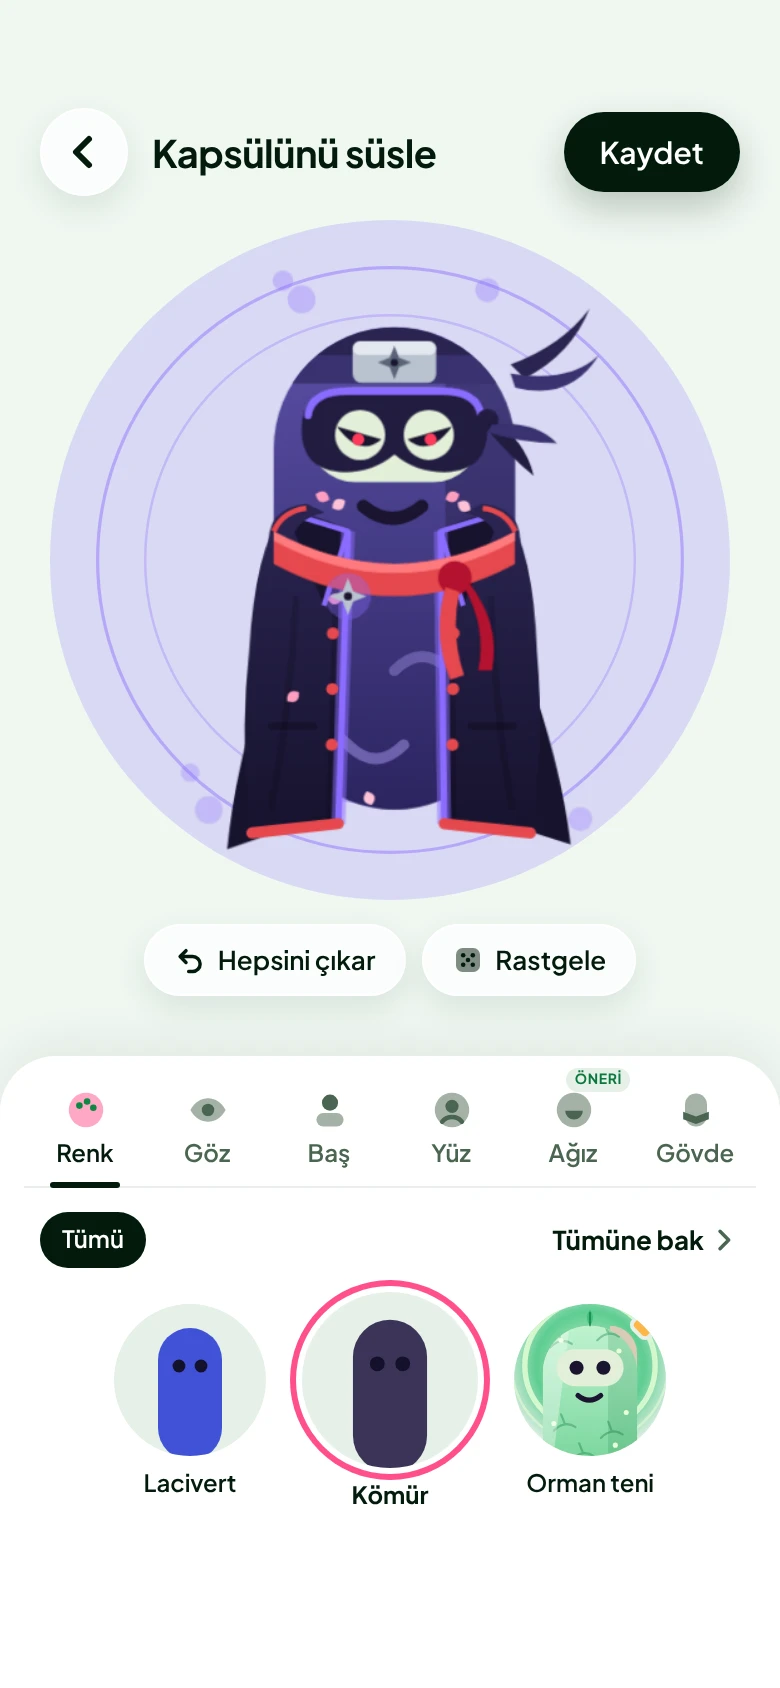 Kapsülünü süsle
Kaydet
Hepsini çıkar
Rastgele
ÖNERİ
Renk
Göz
Baş
Yüz
Ağız
Gövde
Tümü
Tümüne bak
Lacivert
Kömür
Orman teni